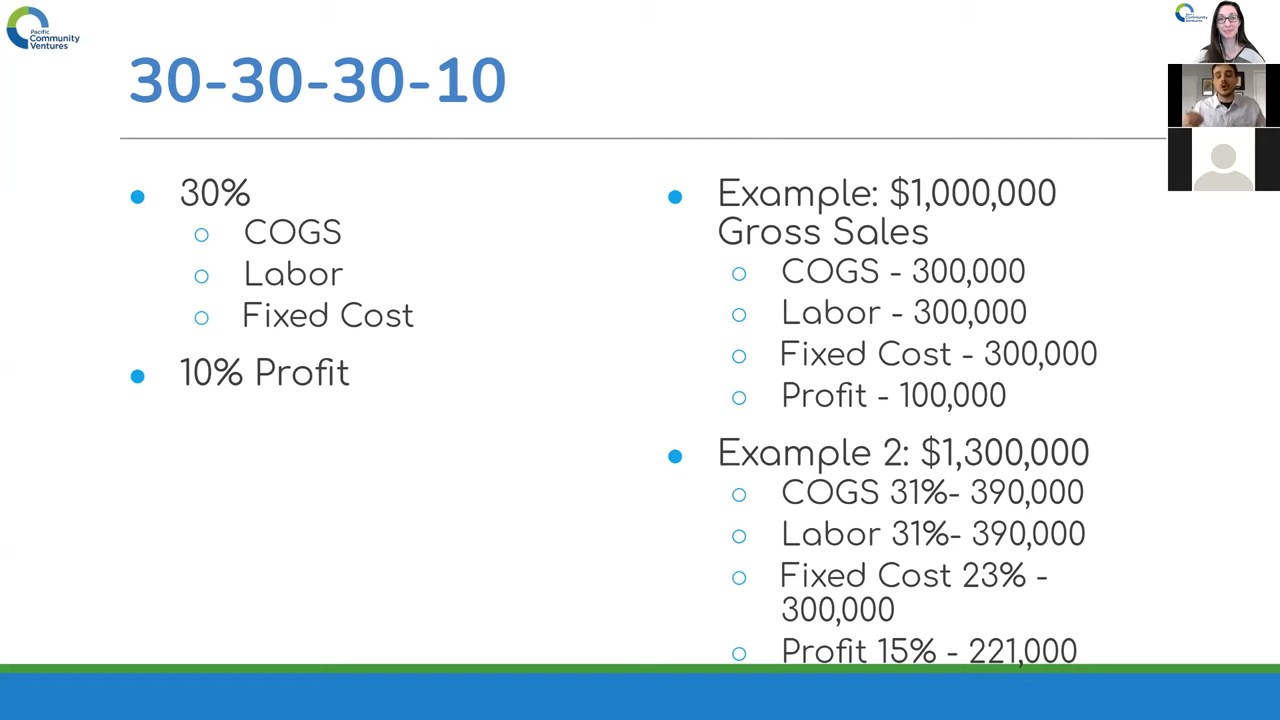 Pacific
Community
Ventures
30-30-30-10
30%
COGS
Labor
Fixed Cost
10% Profit
Example: $1,000,000
Gross Sales
COGS - 300,000
Labor - 300,000
Fixed Cost - 300,000
Profit - 100,000
Example 2: $1,300,000
COGS 31%- 390,000
Labor 31%- 390,000
Fixed Cost 23% -
300,000
Profit 15% - 221,000